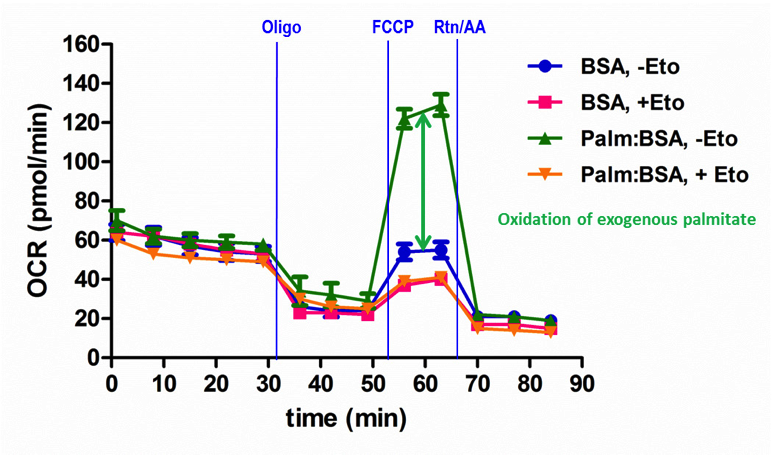 Oligo FCCP Rtn/AA
160
140
120
100
80
60
40
20
0
OCR (pmol/min)
0 10 20 30 40 50 60 70 80 90
time (min)
BSA, -Eto
BSA, +Eto
Palm:BSA, -Eto
Palm:BSA, + Eto
Oxidation of exogenous palmitate